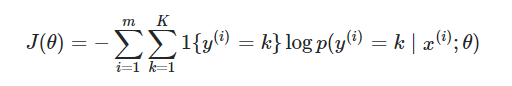 J(θ) = − ∑_{i=1}^{m} ∑_{k=1}^{K} 1{y^{(i)} = k} log p(y^{(i)} = k | x^{(i)}; θ)